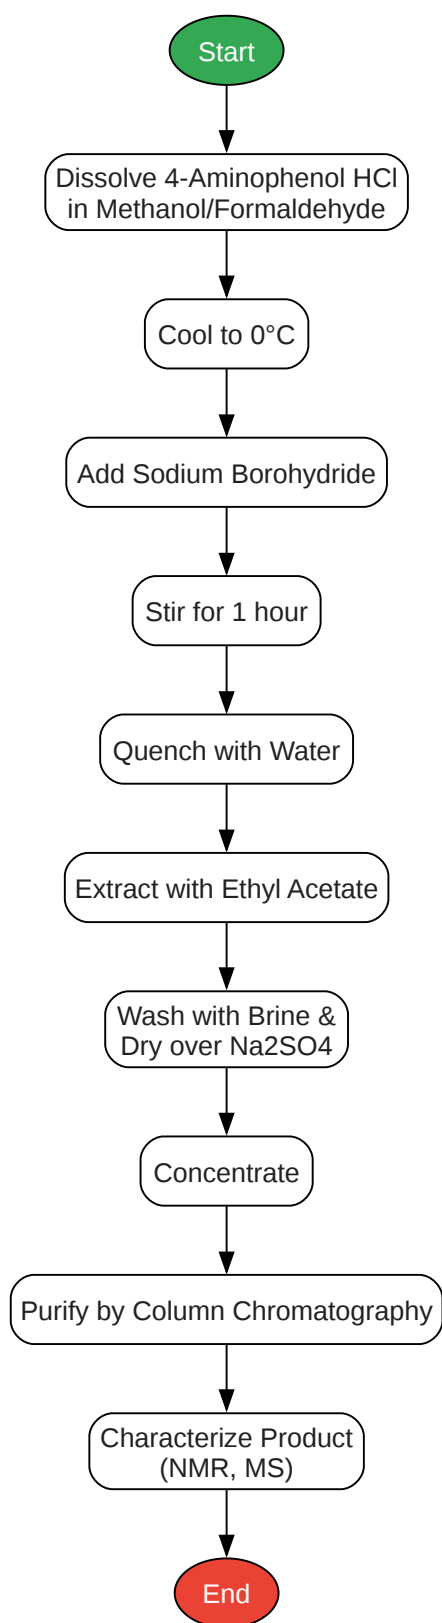 Start
Dissolve 4-Aminophenol HCl
in Methanol/Formaldehyde
Cool to 0°C
Add Sodium Borohydride
Stir for 1 hour
Quench with Water
Extract with Ethyl Acetate
Wash with Brine &
Dry over Na2SO4
Concentrate
Purify by Column Chromatography
Characterize Product
(NMR, MS)
End